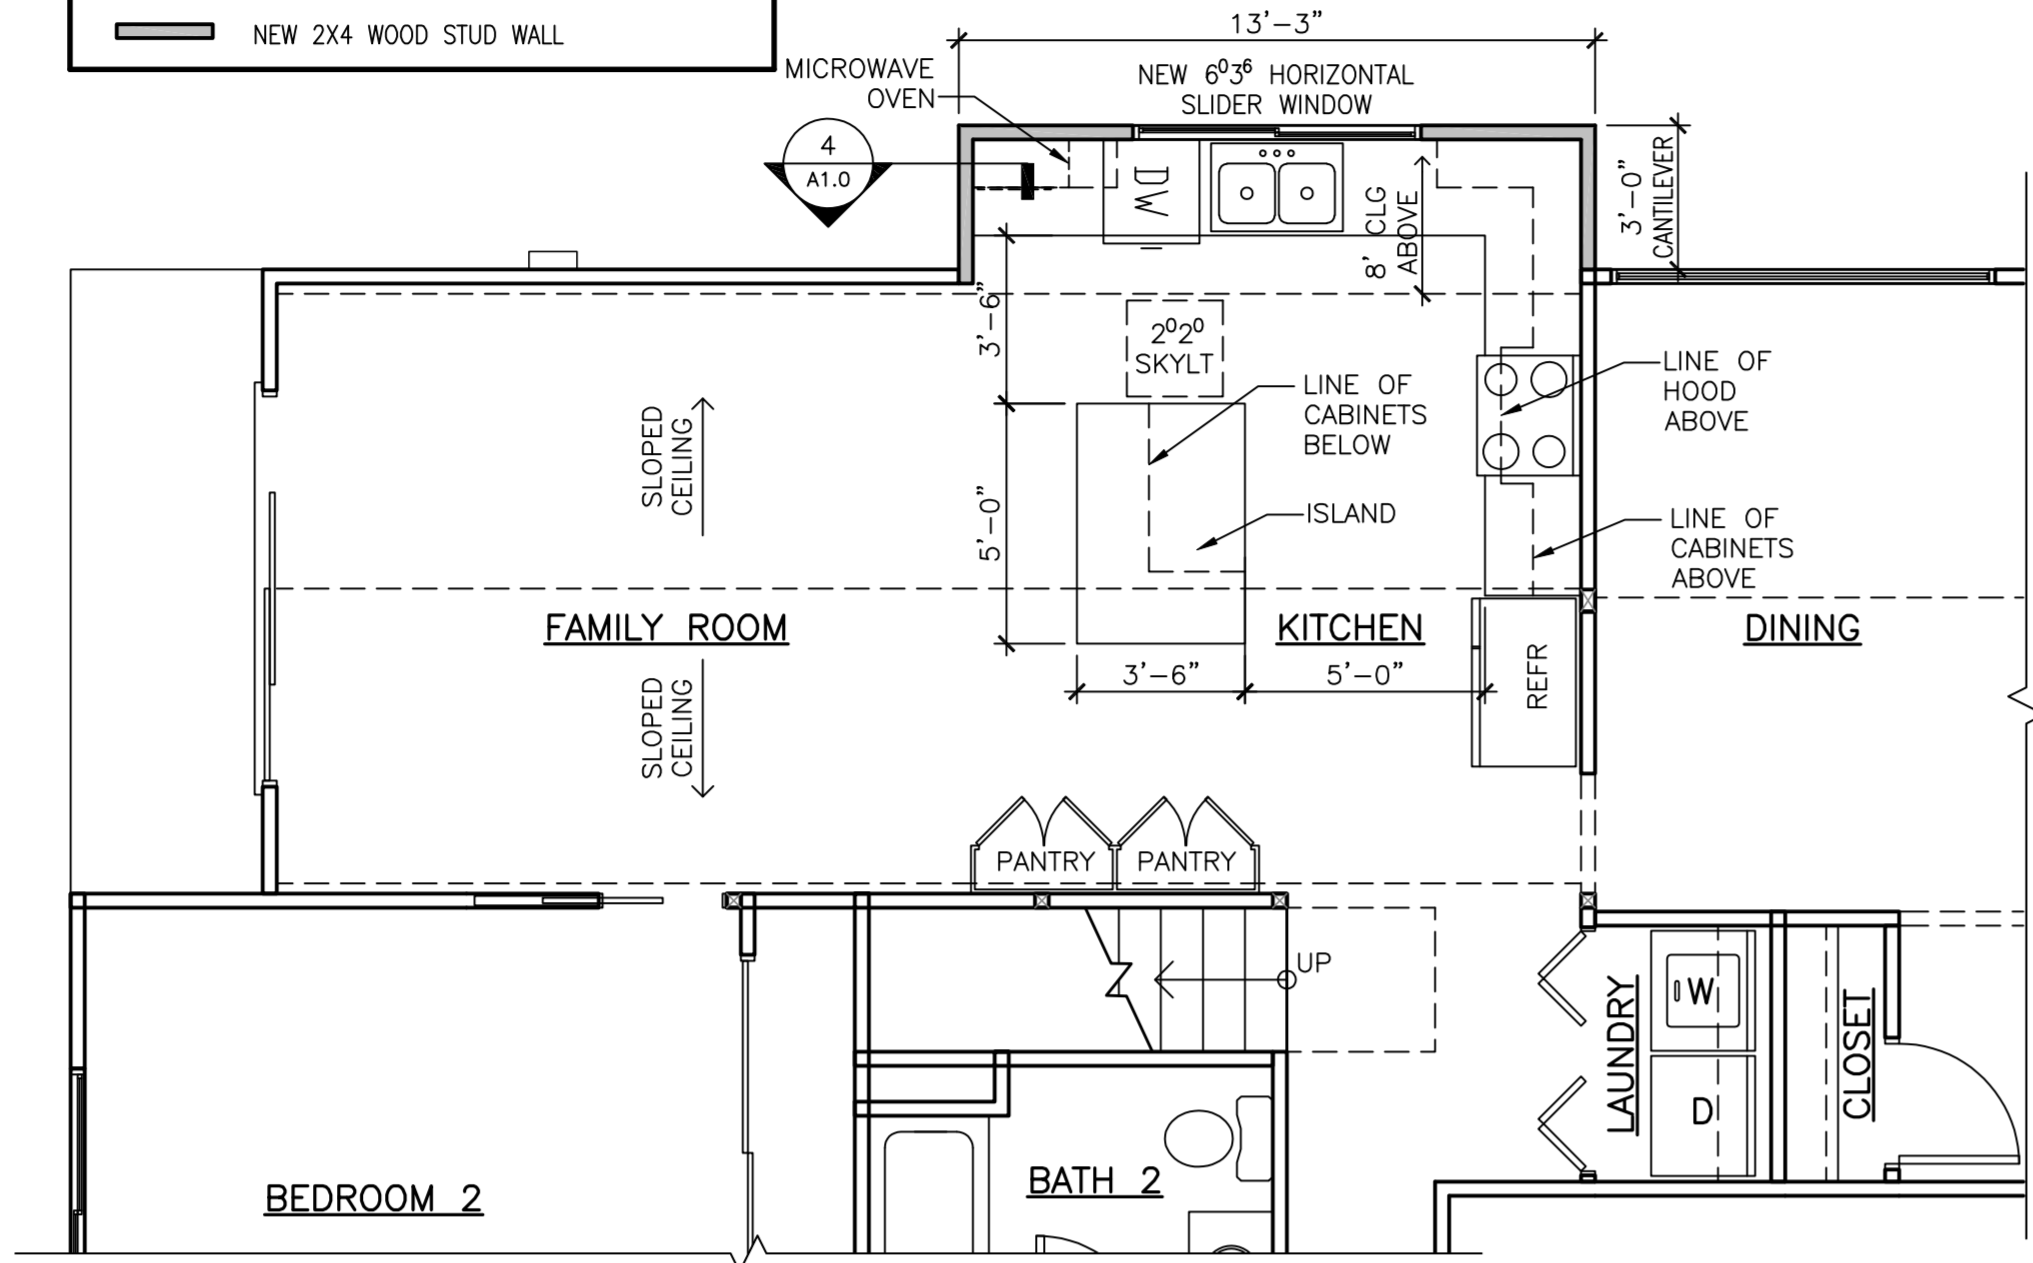 NEW 2X4 WOOD STUD WALL
13'-3"
MICROWAVE
OVEN
NEW 6⁰3⁶ HORIZONTAL
SLIDER WINDOW
4
A1.0
DW
8' CLG
ABOVE
3'-0"
CANTILEVER
3'-6"
2⁰2⁰
SKYLT
LINE OF
CABINETS
BELOW
LINE OF
HOOD
ABOVE
SLOPED
CEILING
5'-0"
ISLAND
LINE OF
CABINETS
ABOVE
FAMILY ROOM
KITCHEN
DINING
SLOPED
CEILING
3'-6"
5'-0"
REFR
PANTRY
PANTRY
UP
LAUNDRY
W
D
CLOSET
BEDROOM 2
BATH 2